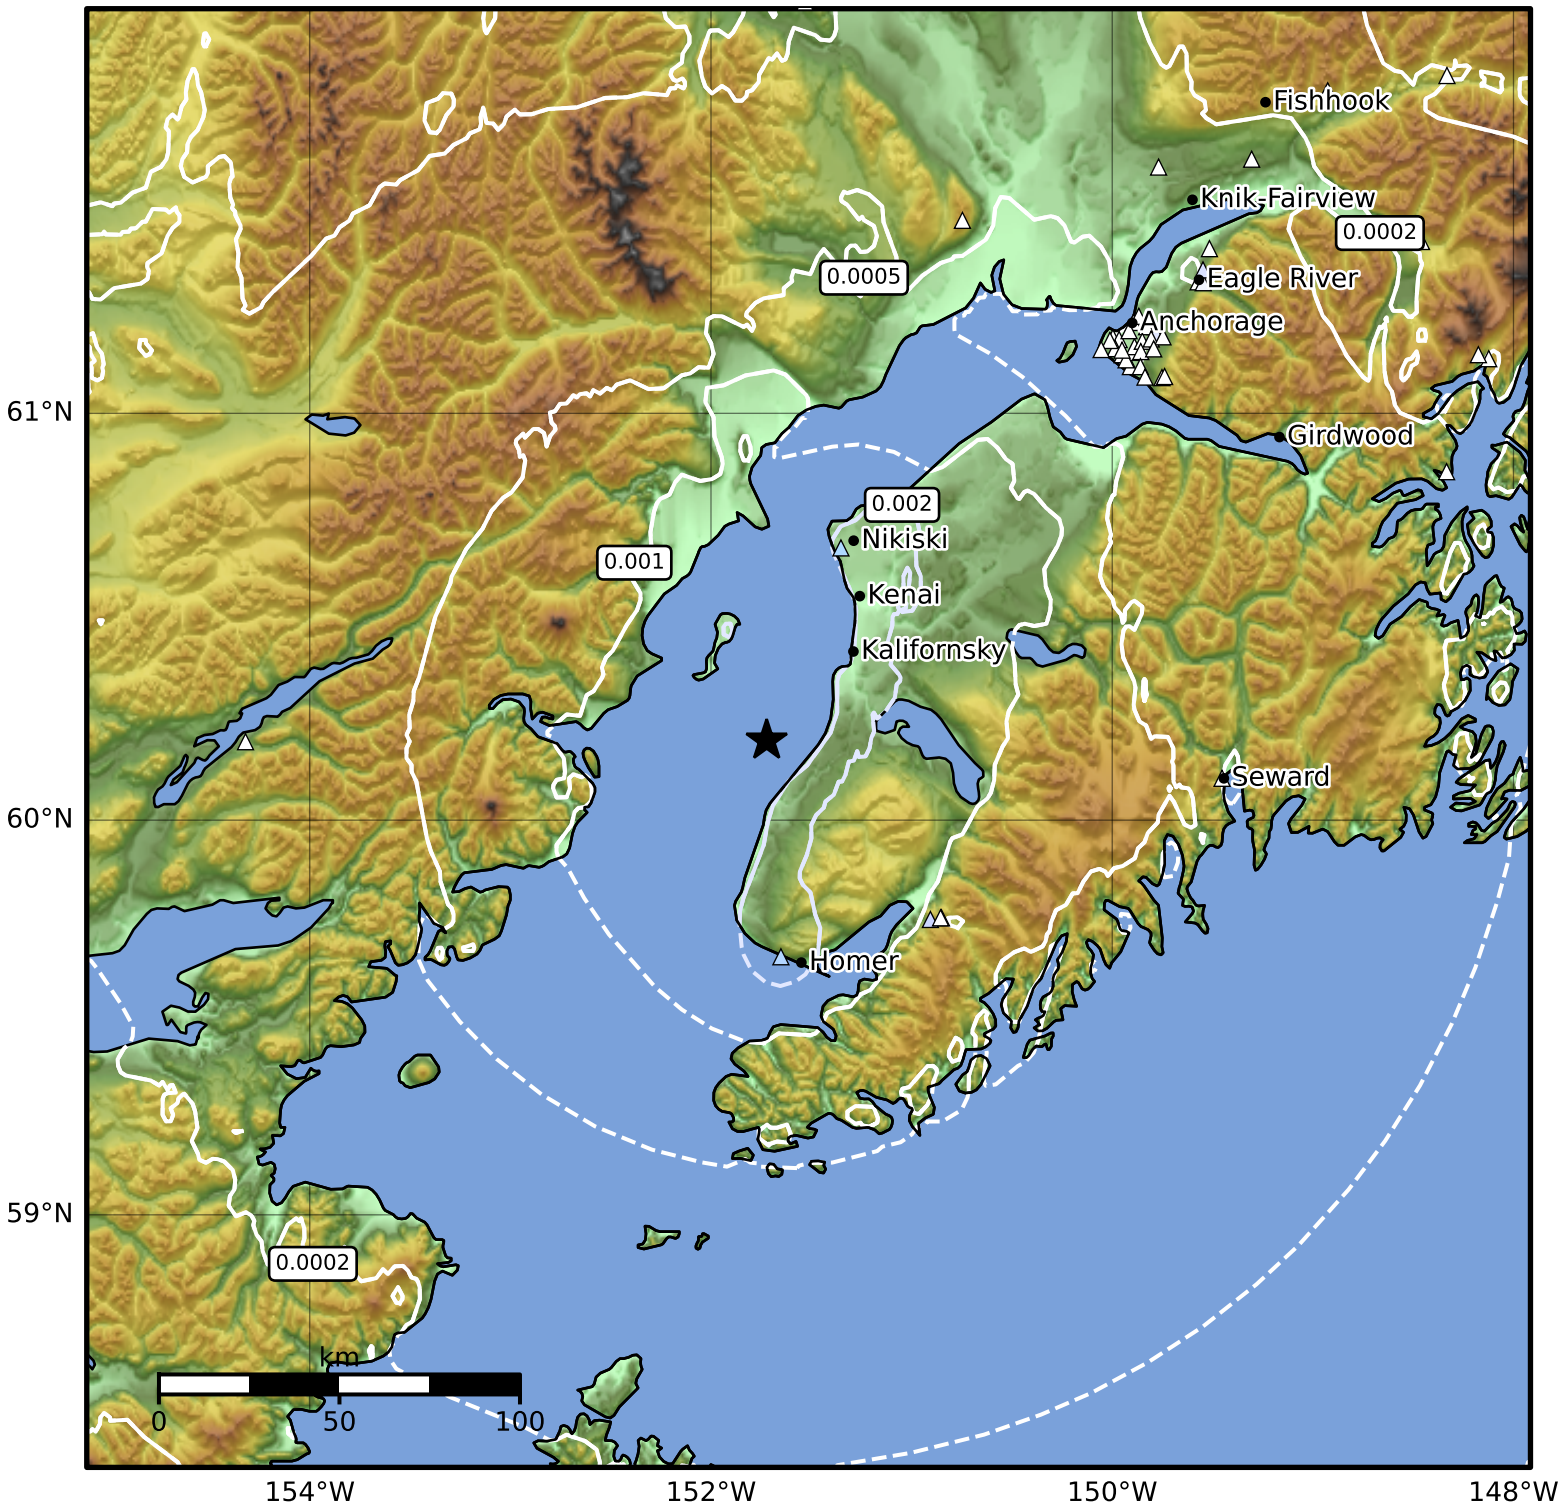 Fishhook
Knik-Fairview
0.0002
0.0005
Eagle River
Anchorage
61°N
Girdwood
0.002
Nikiski
0.001
Kenai
Kalifornsky
Seward
60°N
Homer
59°N
0.0002
km
0 50 100
154°W 152°W 150°W 148°W